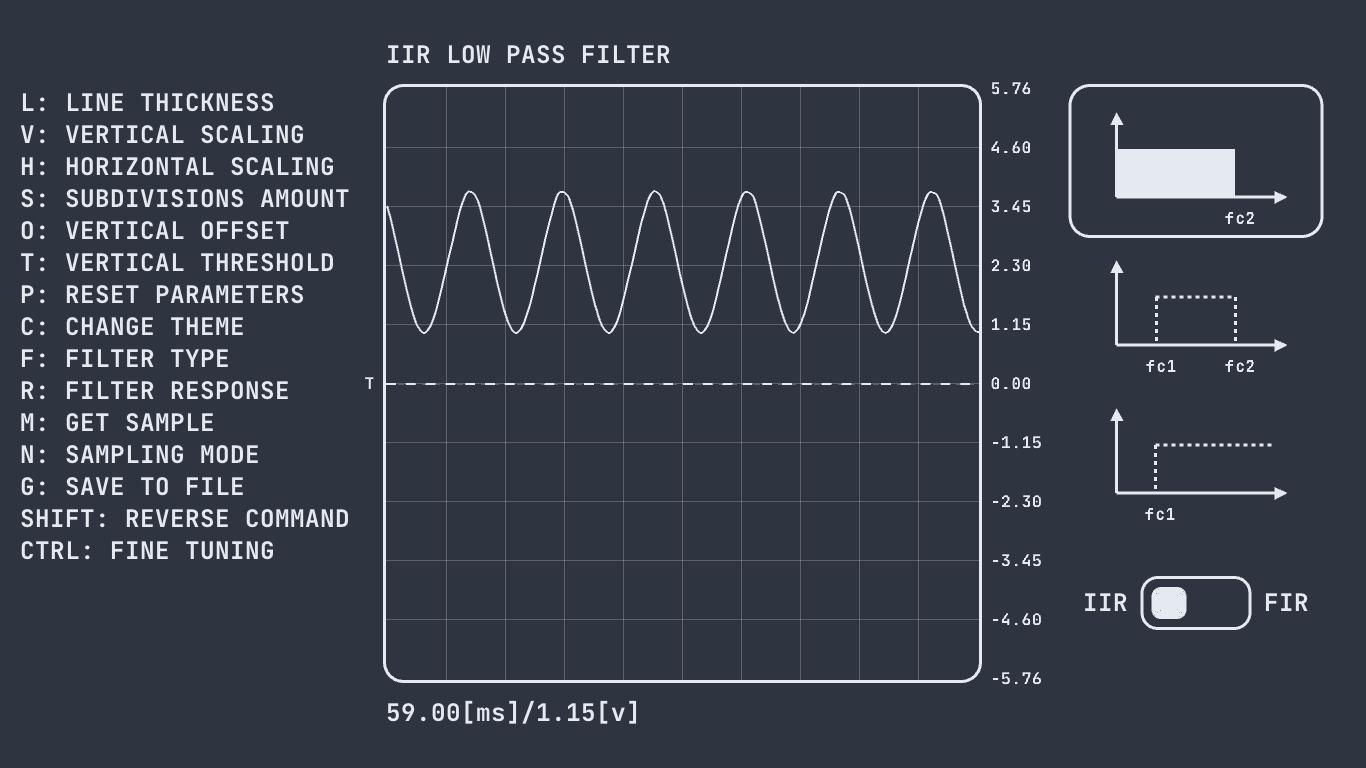 IIR LOW PASS FILTER
L: LINE THICKNESS
V: VERTICAL SCALING
H: HORIZONTAL SCALING
S: SUBDIVISIONS AMOUNT
O: VERTICAL OFFSET
T: VERTICAL THRESHOLD
P: RESET PARAMETERS
C: CHANGE THEME
F: FILTER TYPE
R: FILTER RESPONSE
M: GET SAMPLE
N: SAMPLING MODE
G: SAVE TO FILE
SHIFT: REVERSE COMMAND
CTRL: FINE TUNING
T
5.76
4.60
3.45
2.30
1.15
0.00
-1.15
-2.30
-3.45
-4.60
-5.76
59.00[ms]/1.15[v]
fc2
fc1 fc2
fc1
IIR FIR